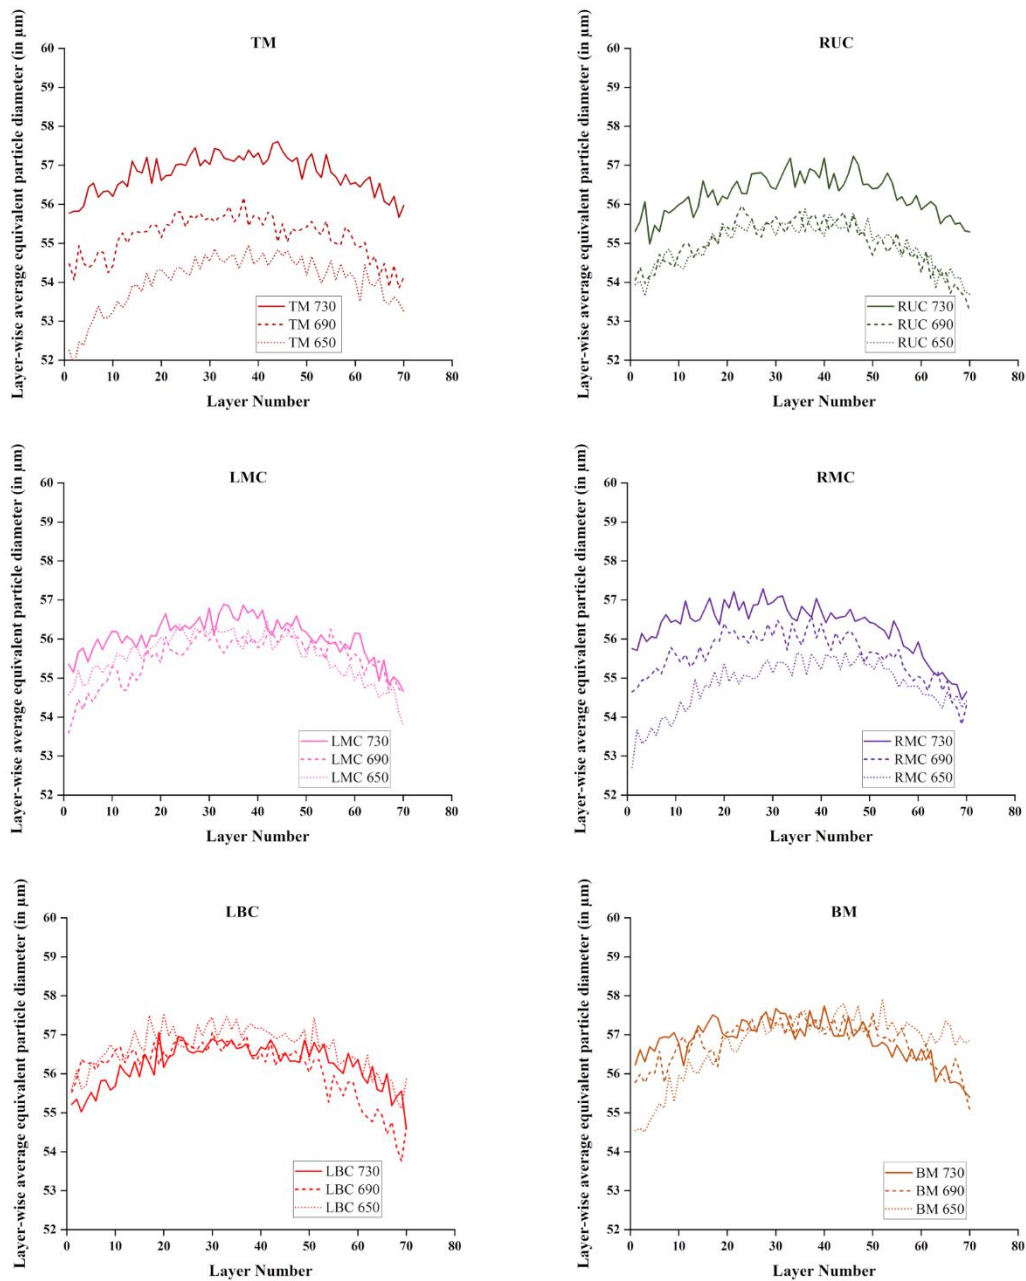 TM
Layer-wise average equivalent particle diameter (in µm)
60
59
58
57
56
55
54
53
52
0 10 20 30 40 50 60 70 80
Layer Number
TM 730
TM 690
TM 650
RUC
Layer-wise average equivalent particle diameter (in µm)
60
59
58
57
56
55
54
53
52
0 10 20 30 40 50 60 70 80
Layer Number
RUC 730
RUC 690
RUC 650
LMC
Layer-wise average equivalent particle diameter (in µm)
60
59
58
57
56
55
54
53
52
0 10 20 30 40 50 60 70 80
Layer Number
LMC 730
LMC 690
LMC 650
RMC
Layer-wise average equivalent particle diameter (in µm)
60
59
58
57
56
55
54
53
52
0 10 20 30 40 50 60 70 80
Layer Number
RMC 730
RMC 690
RMC 650
LBC
Layer-wise average equivalent particle diameter (in µm)
60
59
58
57
56
55
54
53
52
0 10 20 30 40 50 60 70 80
Layer Number
LBC 730
LBC 690
LBC 650
BM
Layer-wise average equivalent particle diameter (in µm)
60
59
58
57
56
55
54
53
52
0 10 20 30 40 50 60 70 80
Layer Number
BM 730
BM 690
BM 650